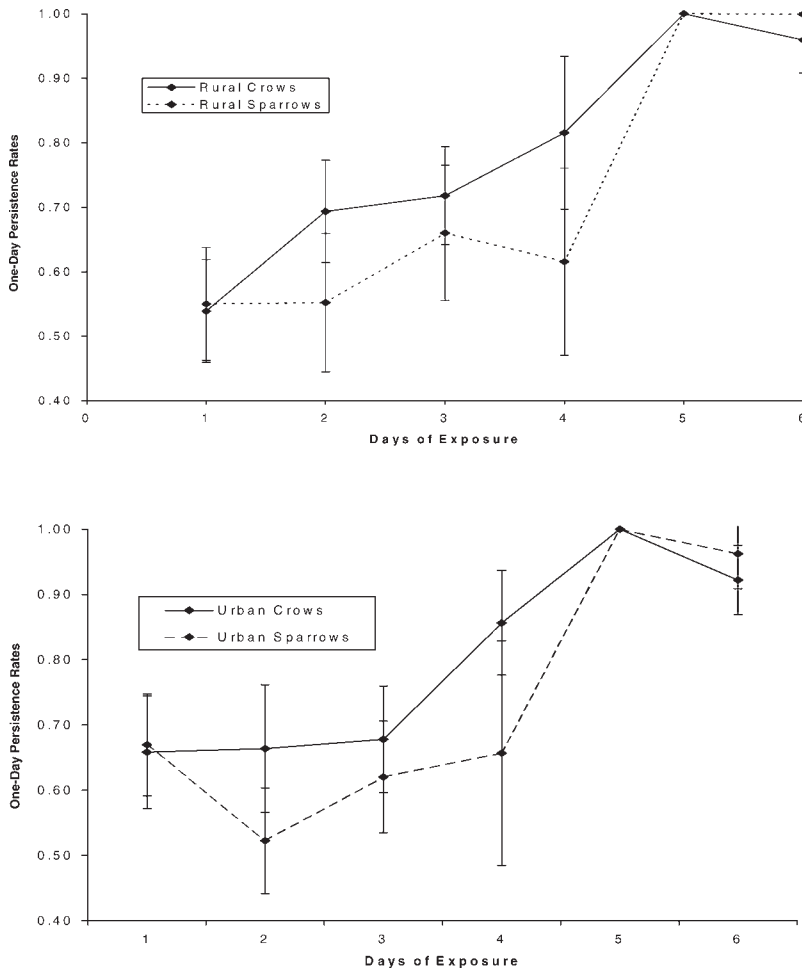 1.00
0.90
0.80
0.70
0.60
0.50
0.40
One-Day Persistence Rates
Rural Crows
Rural Sparrows
0 1 2 3 4 5 6
Days of Exposure
1.00
0.90
0.80
0.70
0.60
0.50
0.40
One-Day Persistence Rates
Urban Crows
Urban Sparrows
1 2 3 4 5 6
Days of Exposure